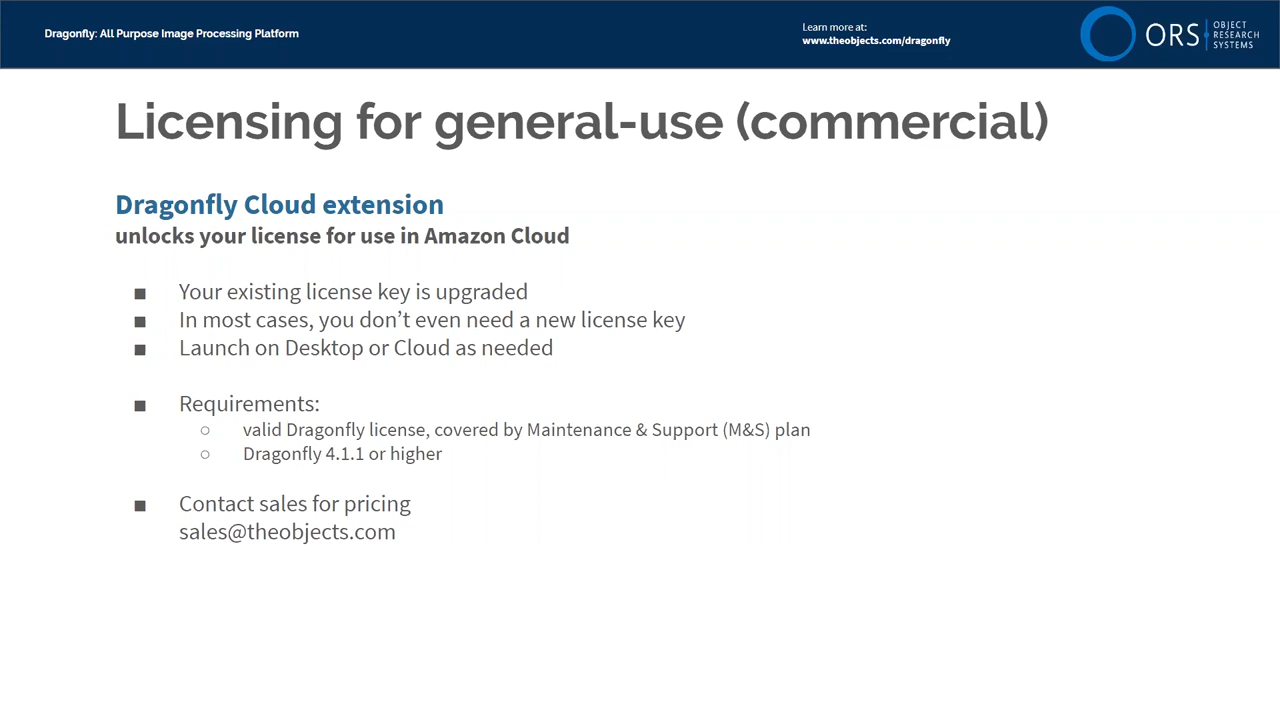 Dragonfly: All Purpose Image Processing Platform
Learn more at:
www.theobjects.com/dragonfly
ORS
OBJECT
RESEARCH
SYSTEMS
Licensing for general-use (commercial)
Dragonfly Cloud extension
unlocks your license for use in Amazon Cloud
■ Your existing license key is upgraded
■ In most cases, you don’t even need a new license key
■ Launch on Desktop or Cloud as needed
■ Requirements:
○ valid Dragonfly license, covered by Maintenance & Support (M&S) plan
○ Dragonfly 4.1.1 or higher
■ Contact sales for pricing
sales@theobjects.com